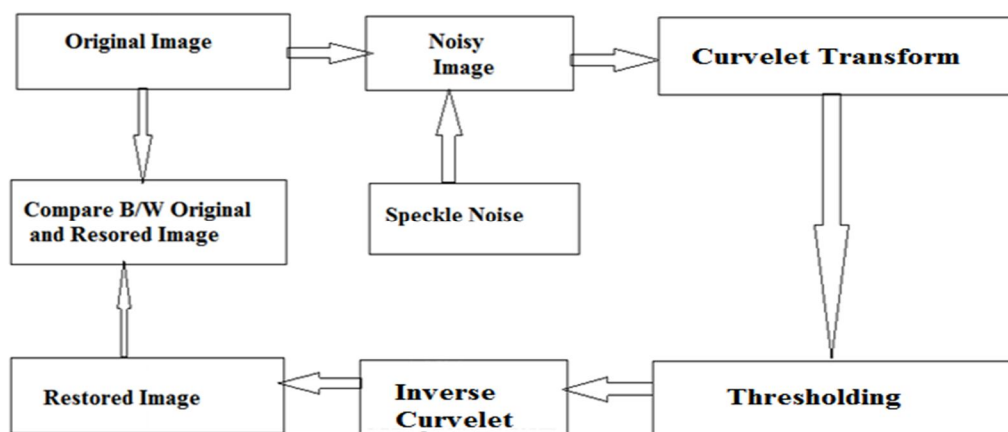 Original Image
Noisy
Image
Curvelet Transform
Compare B/W Original
and Resored Image
Speckle Noise
Restored Image
Inverse
Curvelet
Thresholding